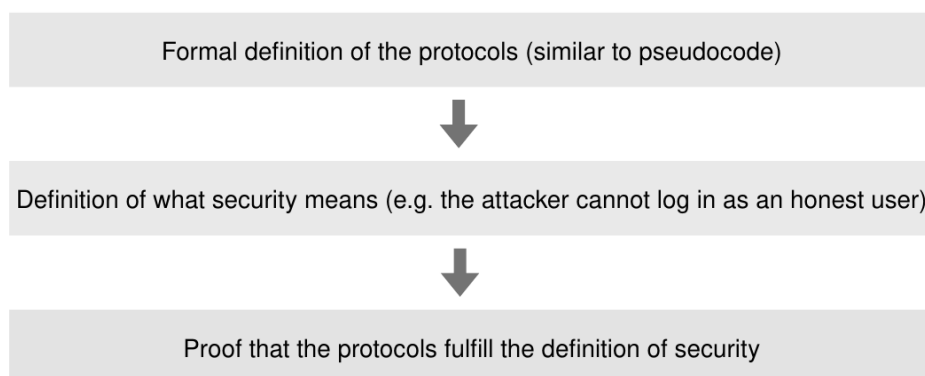 Formal definition of the protocols (similar to pseudocode)
Definition of what security means (e.g. the attacker cannot log in as an honest user)
Proof that the protocols fulfill the definition of security